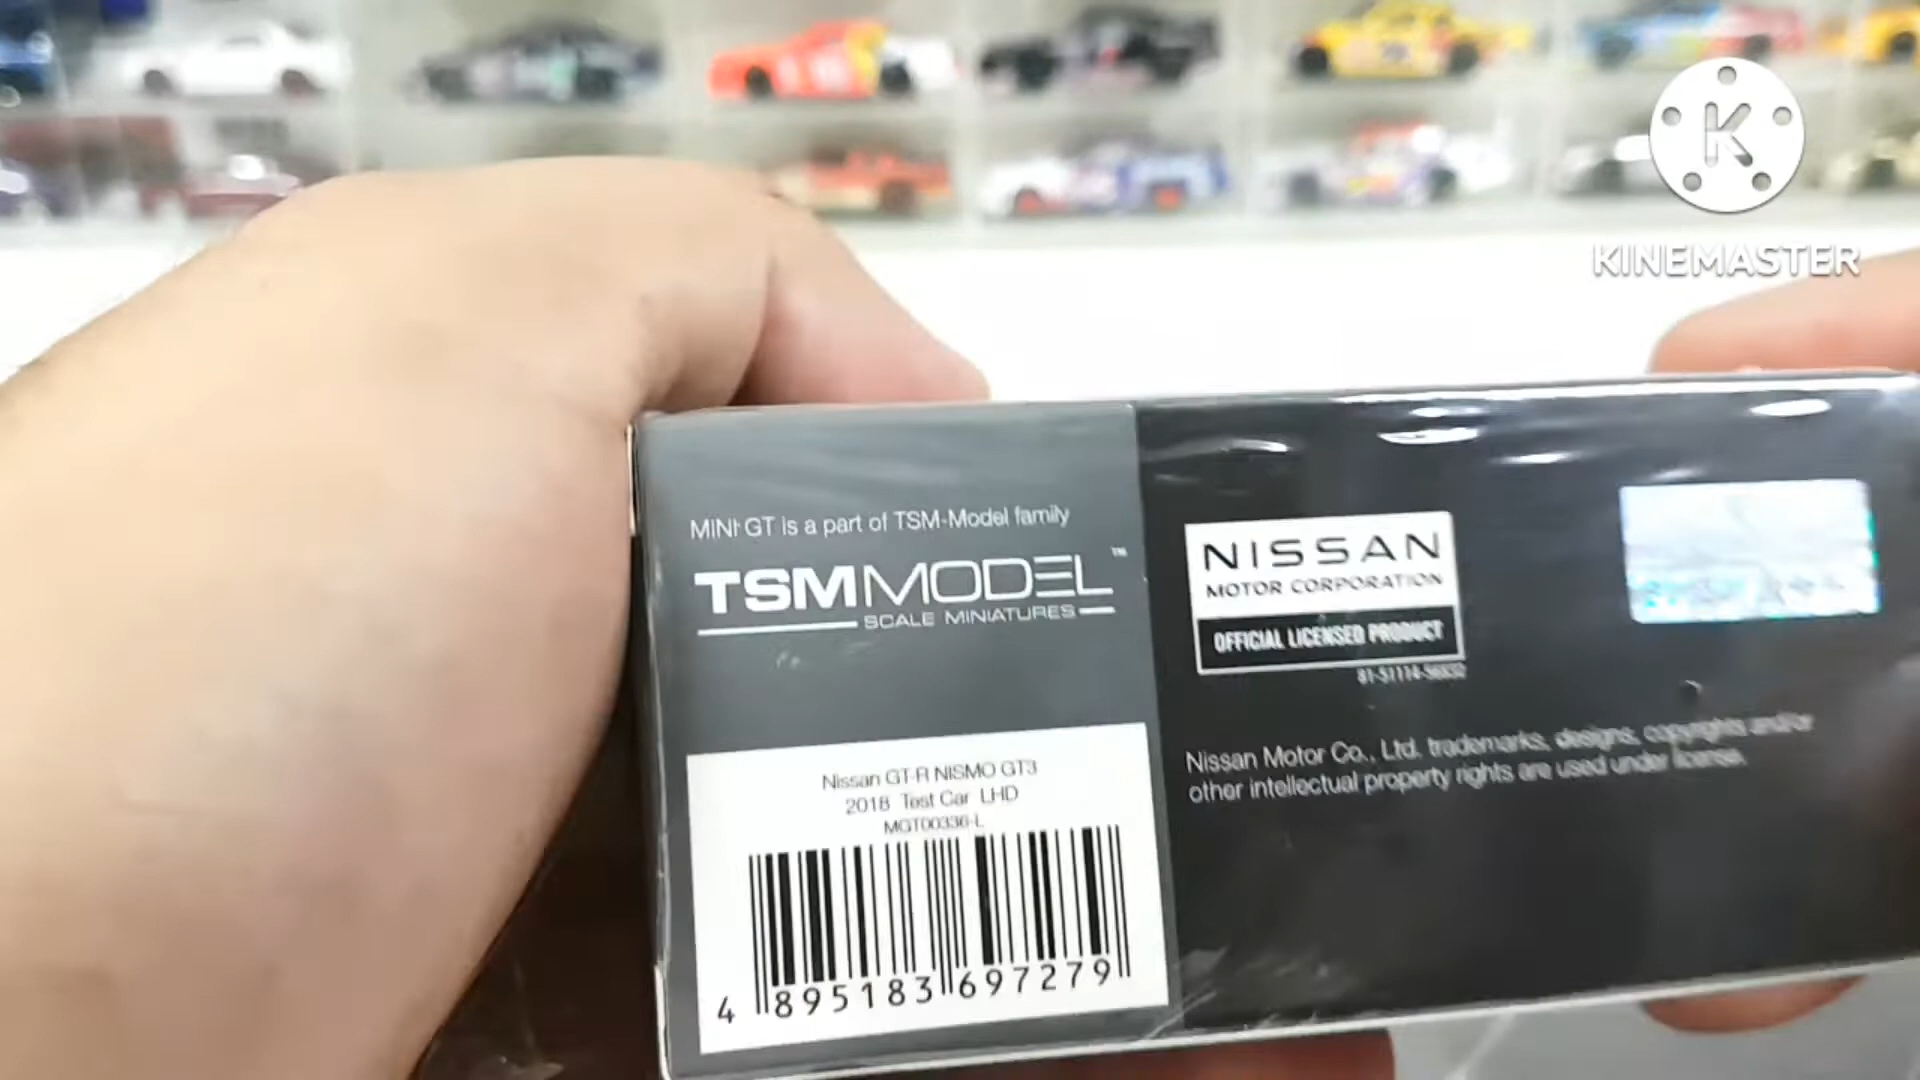 KINEMASTER
MINI GT is a part of TSM-Model family
TSMMODEL™
SCALE MINIATURES
NISSAN
MOTOR CORPORATION
OFFICIAL LICENSED PRODUCT
Nissan Motor Co., Ltd. trademarks, designs, copyrights and/or
other intellectual property rights are used under license.
Nissan GT-R NISMO GT3
2018 Test Car LHD
MGT00336-L
4 895183 697279